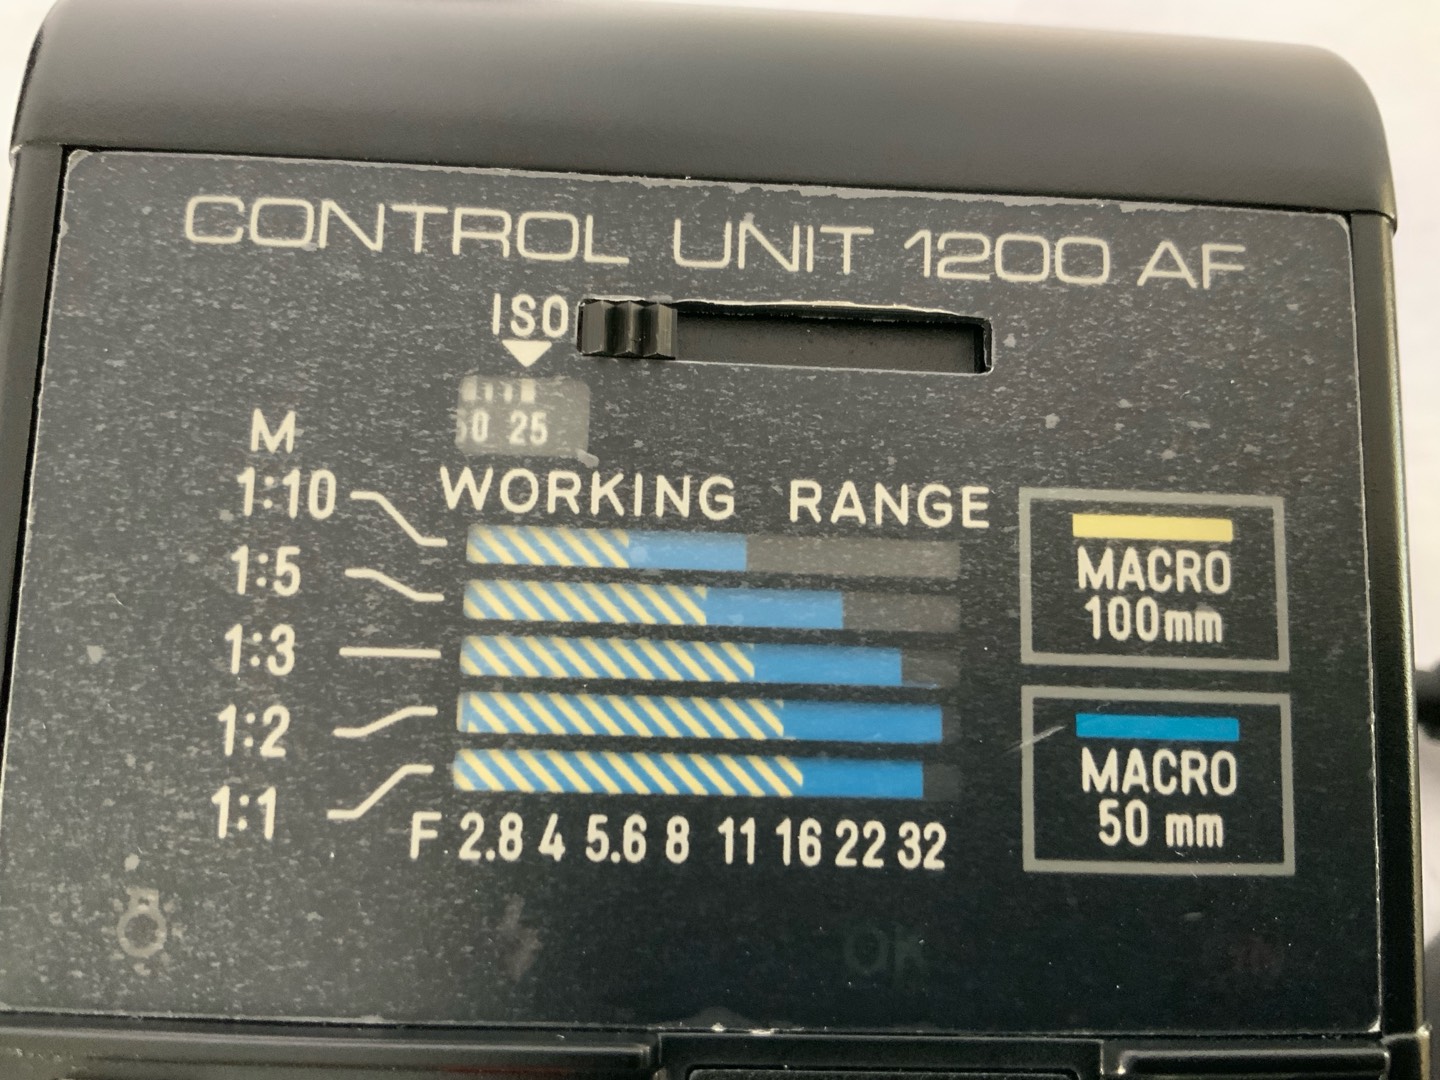 CONTROL UNIT 1200 AF
ISO
25
M
WORKING RANGE
1:10
1:5
1:3
1:2
1:1
F 2.8 4 5.6 8 11 16 22 32
MACRO
100mm
MACRO
50 mm
OK